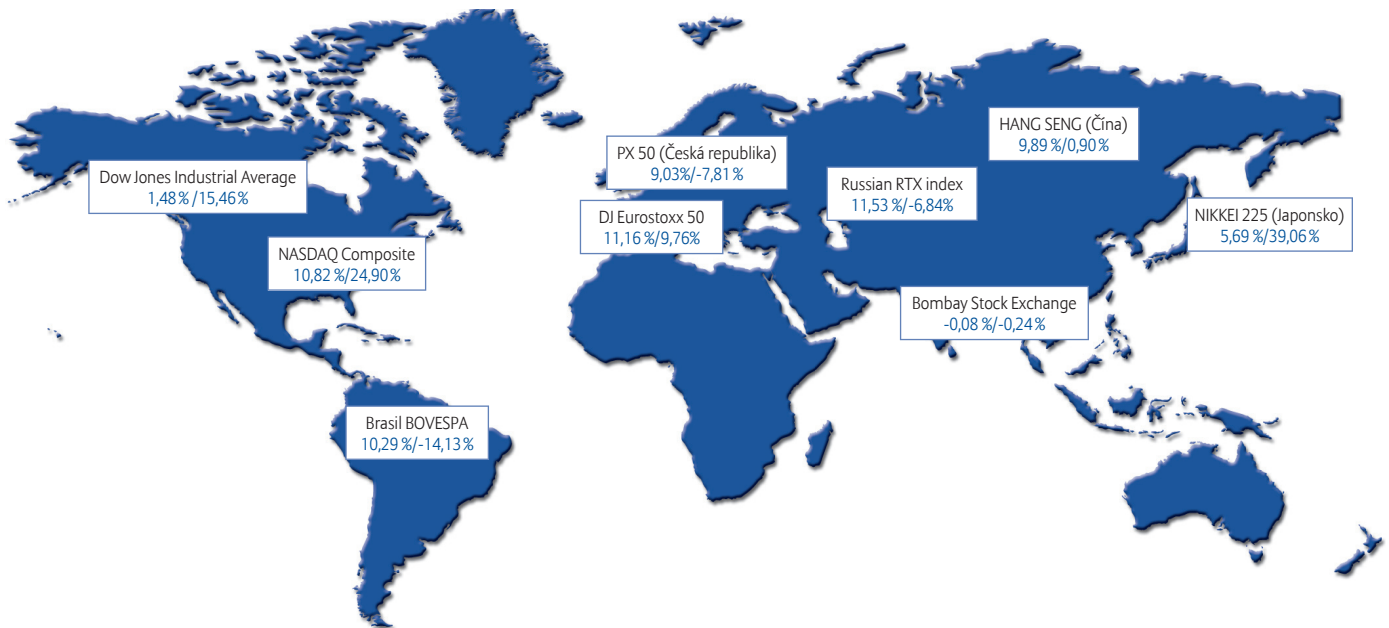 HANG SENG (Čína)
9,89 %/0,90 %
PX 50 (Česká republika)
9,03%/-7,81 %
Dow Jones Industrial Average
1,48 % /15,46%
Russian RTX index
11,53 %/-6,84%
NIKKEI 225 (Japonsko)
5,69 %/39,06 %
DJ Eurostoxx 50
11,16 %/9,76%
NASDAQ Composite
10,82 %/24,90 %
Bombay Stock Exchange
-0,08 %/-0,24 %
Brasil BOVESPA
10,29 %/-14,13 %